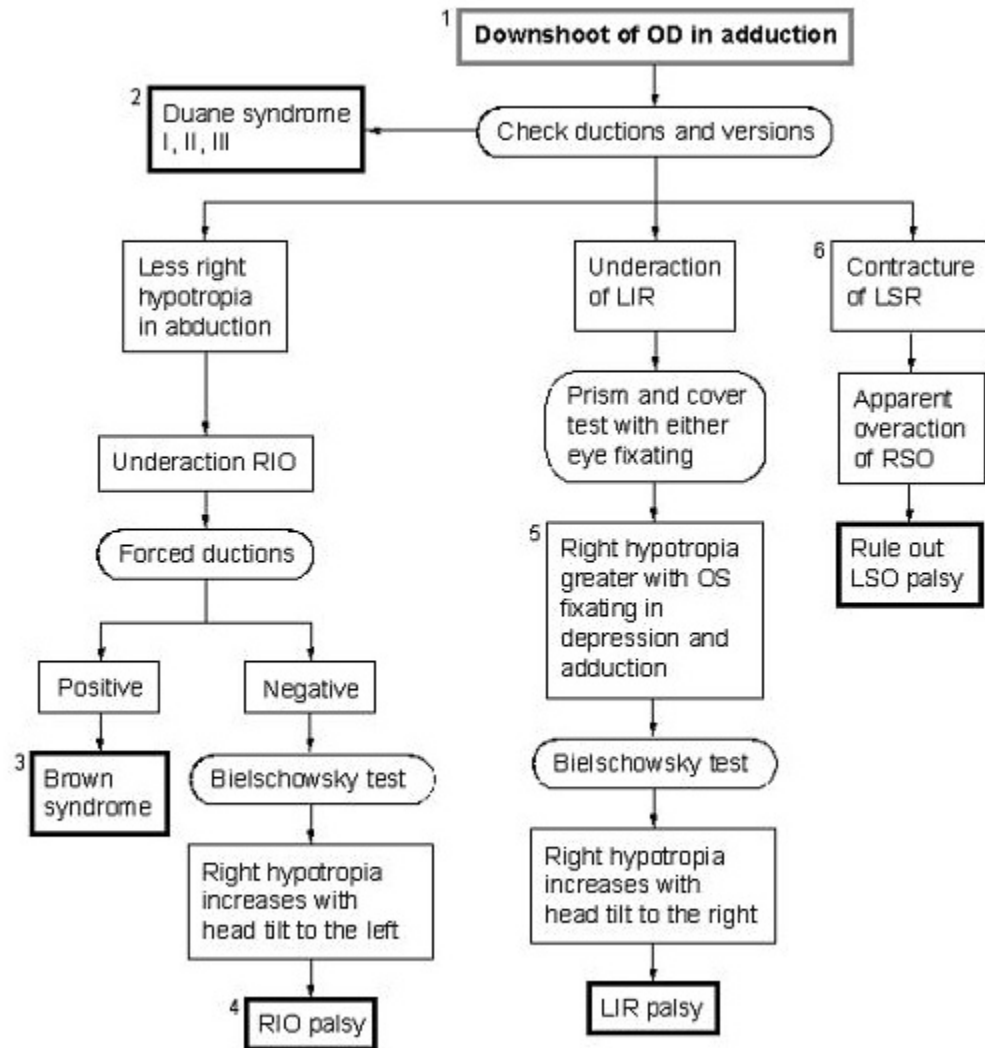 1
Downshoot of OD in adduction
2
Duane syndrome
I, II, III
Check ductions and versions
Less right
hypotropia
in abduction
Underaction
of LIR
6
Contracture
of LSR
Prism and cover
test with either
eye fixating
Apparent
overaction
of RSO
Underaction RIO
Forced ductions
5
Right hypotropia
greater with OS
fixating in
depression and
adduction
Rule out
LSO palsy
Positive
Negative
3
Brown
syndrome
Bielschowsky test
Bielschowsky test
Right hypotropia
increases with
head tilt to the left
Right hypotropia
increases with
head tilt to the right
4
RIO palsy
LIR palsy